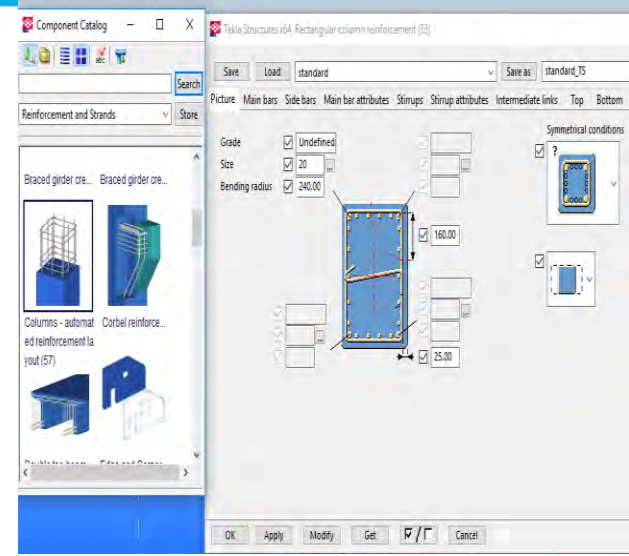 Component Catalog
Search
Reinforcement and Strands
Store
Braced girder cre...
Braced girder cre...
Columns - automat
ed reinforcement la
yout (57)
Corbel reinforce...
Tekla Structures x64 Rectangular column reinforcement (83)
Save
Load
standard
Save as
standard_TS
Picture
Main bars
Side bars
Main bar attributes
Stirrups
Stirrup attributes
Intermediate links
Top
Bottom
Grade
Undefined
Size
20
...
Bending radius
240.00
Symmetrical conditions
?
160.00
25.00
OK
Apply
Modify
Get
Cancel